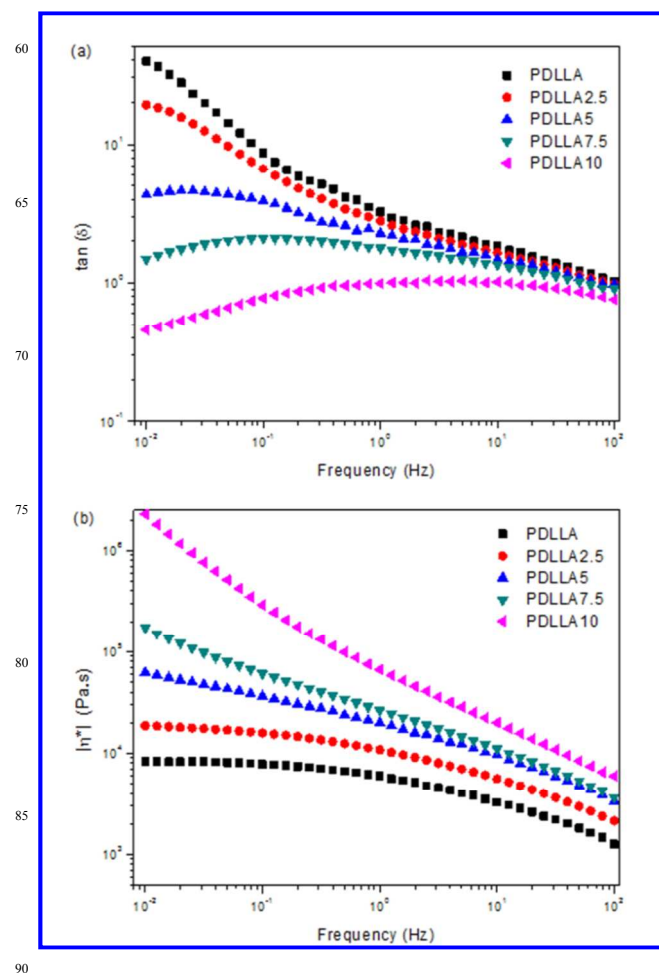 60
(a)
PDLLA
PDLLA2.5
PDLLA5
PDLLA7.5
PDLLA10
65
70
tan (δ)
10¹
10⁰
10⁻¹
10⁻² 10⁻¹ 10⁰ 10¹ 10²
Frequency (Hz)
75
(b)
PDLLA
PDLLA2.5
PDLLA5
PDLLA7.5
PDLLA10
80
85
|η*| (Pa.s)
10⁶
10⁵
10⁴
10³
10⁻² 10⁻¹ 10⁰ 10¹ 10²
Frequency (Hz)
90